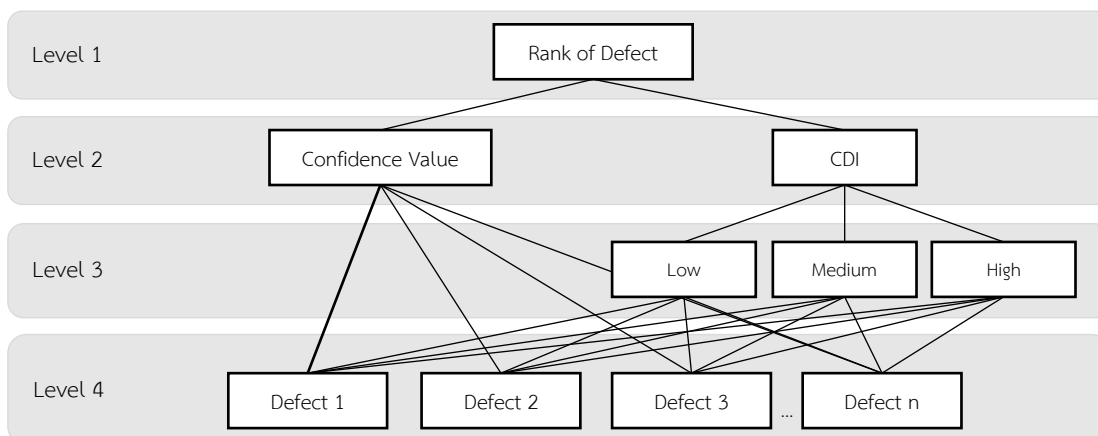 Level 1
Rank of Defect
Level 2
Confidence Value
CDI
Level 3
Low
Medium
High
Level 4
Defect 1
Defect 2
Defect 3
...
Defect n